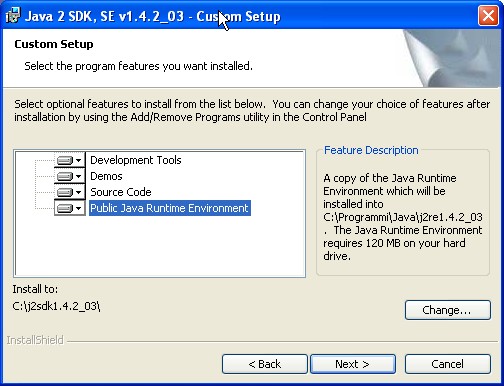 Java 2 SDK, SE v1.4.2_03 - Custom Setup
Custom Setup
Select the program features you want installed.
Select optional features to install from the list below.  You can change your choice of features after
installation by using the Add/Remove Programs utility in the Control Panel
Development Tools
Demos
Source Code
Public Java Runtime Environment
Feature Description
A copy of the Java Runtime
Environment which will be
installed into
C:\Programmi\Java\j2re1.4.2_03
.  The Java Runtime Environment
requires 120 MB on your hard
drive.
Install to:
C:\j2sdk1.4.2_03\
Change...
InstallShield
< Back
Next >
Cancel